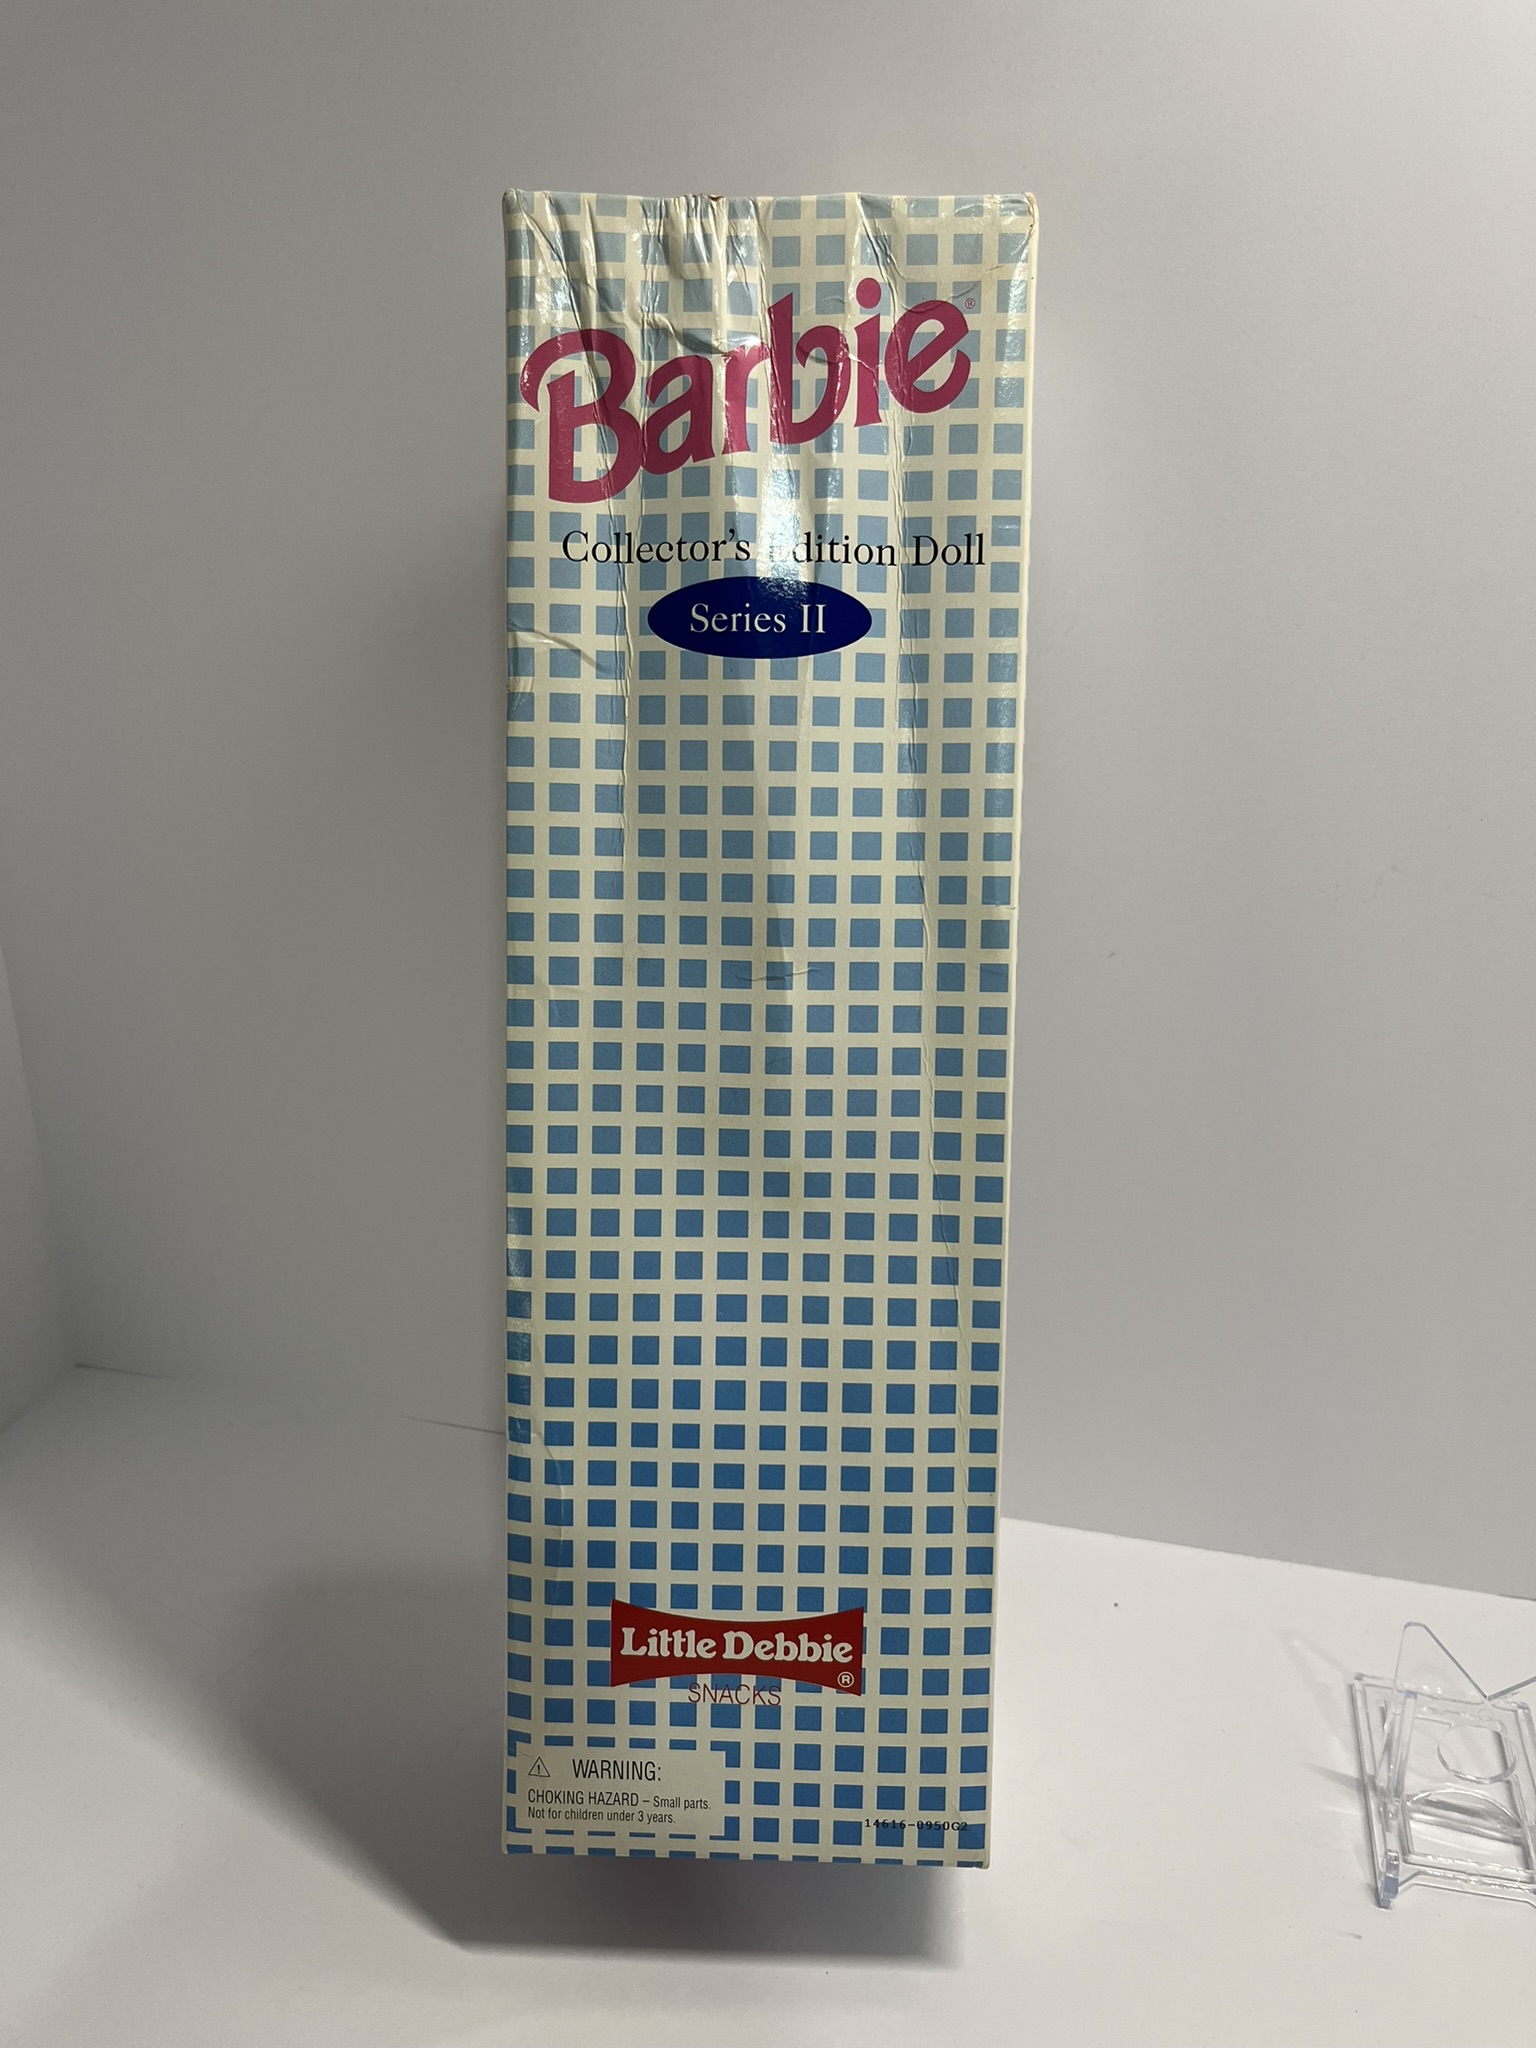 Barbie®
Collector's Edition Doll
Series II
Little Debbie®
SNACKS
⚠ WARNING:
CHOKING HAZARD – Small parts.
Not for children under 3 years.
14616-0950G2